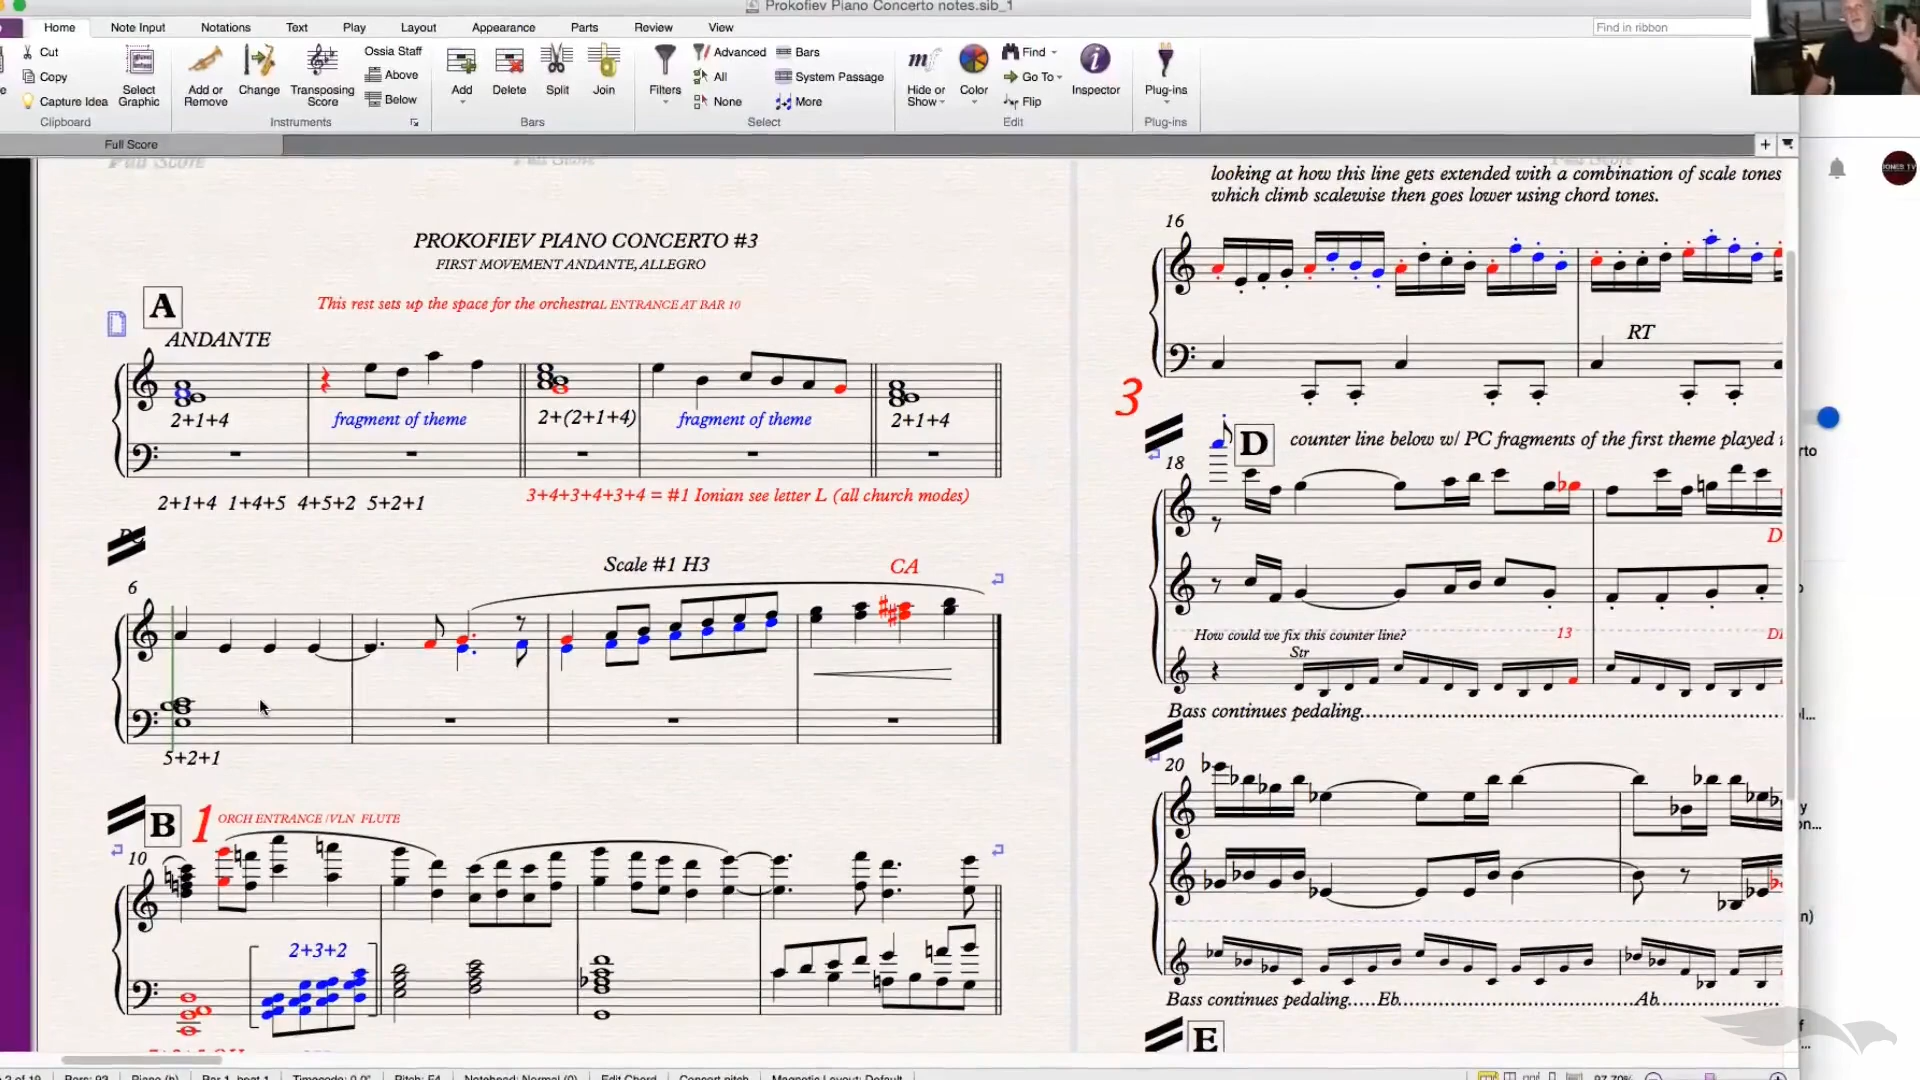 Prokofiev Piano Concerto notes.sib_1
Home Note Input Notations Text Play Layout Appearance Parts Review View
Find in ribbon
Cut
Copy
Capture Idea
Select Graphic
Clipboard
Add or Remove
Change
Transposing Score
Ossia Staff
Above
Below
Instruments
Add
Delete
Split
Join
Bars
Filters
Advanced
All
None
Bars
System Passage
More
Select
Hide or Show
Color
Find
Go To
Flip
Inspector
Edit
Plug-ins
Plug-ins
Full Score
PROKOFIEV PIANO CONCERTO #3
FIRST MOVEMENT ANDANTE, ALLEGRO
A
This rest sets up the space for the orchestraL ENTRANCE AT BAR 10
ANDANTE
2+1+4
fragment of theme
2+(2+1+4)
fragment of theme
2+1+4
2+1+4 1+4+5 4+5+2 5+2+1
3+4+3+4+3+4 = #1 Ionian see letter L (all church modes)
6
Scale #1 H3
CA
5+2+1
B
1
ORCH ENTRANCE /VLN FLUTE
10
2+3+2
looking at how this line gets extended with a combination of scale tones
which climb scalewise then goes lower using chord tones.
16
RT
3
D
counter line below w/ PC fragments of the first theme played
18
How could we fix this counter line?
13
Str
Bass continues pedaling
20
Bass continues pedaling.....Eb
Ab
E
JONES TV